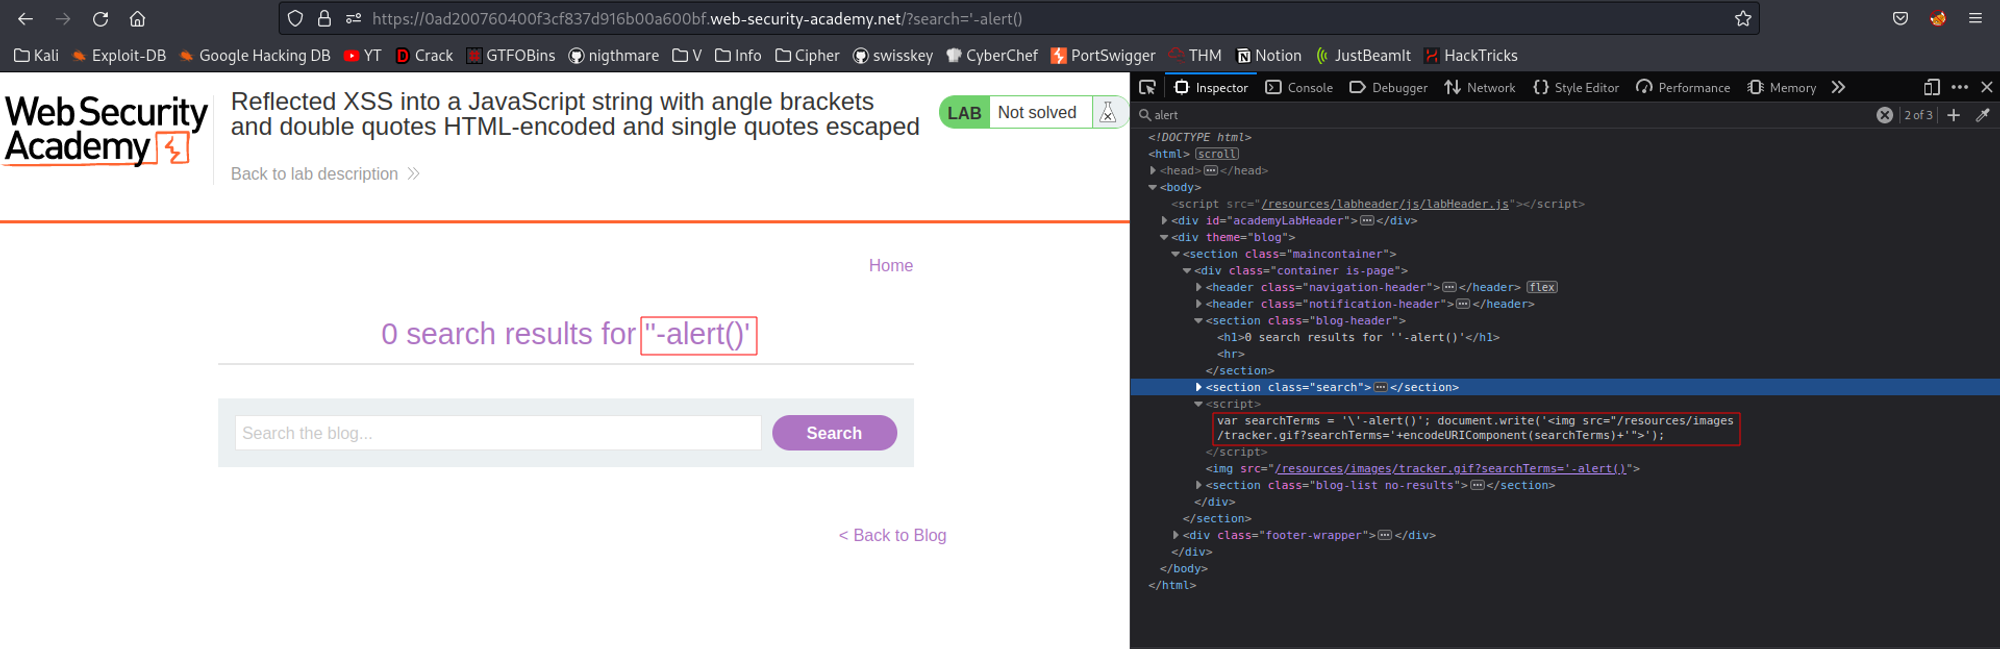 https://0ad200760400f3cf837d916b00a600bf.web-security-academy.net/?search='-alert()
Kali Exploit-DB Google Hacking DB YT Crack GTFOBins nigthmare V Info Cipher swisskey CyberChef PortSwigger THM Notion JustBeamIt HackTricks
Web Security
Academy
Reflected XSS into a JavaScript string with angle brackets
and double quotes HTML-encoded and single quotes escaped
Back to lab description
LAB Not solved
Home
0 search results for ''-alert()'
Search the blog...
Search
< Back to Blog
Inspector Console Debugger Network Style Editor Performance Memory
alert
2 of 3
<!DOCTYPE html>
<html> scroll
<head></head>
<body>
<script src="/resources/labheader/js/labHeader.js"></script>
<div id="academyLabHeader"></div>
<div theme="blog">
<section class="maincontainer">
<div class="container is-page">
<header class="navigation-header"></header> flex
<header class="notification-header"></header>
<section class="blog-header">
<h1>0 search results for ''-alert()'</h1>
<hr>
</section>
<section class="search"></section>
<script>
var searchTerms = '\'-alert()'; document.write('<img src="/resources/images
/tracker.gif?searchTerms='+encodeURIComponent(searchTerms)+'">');
</script>
<img src="/resources/images/tracker.gif?searchTerms='-alert()">
<section class="blog-list no-results"></section>
</div>
</section>
<div class="footer-wrapper"></div>
</div>
</body>
</html>